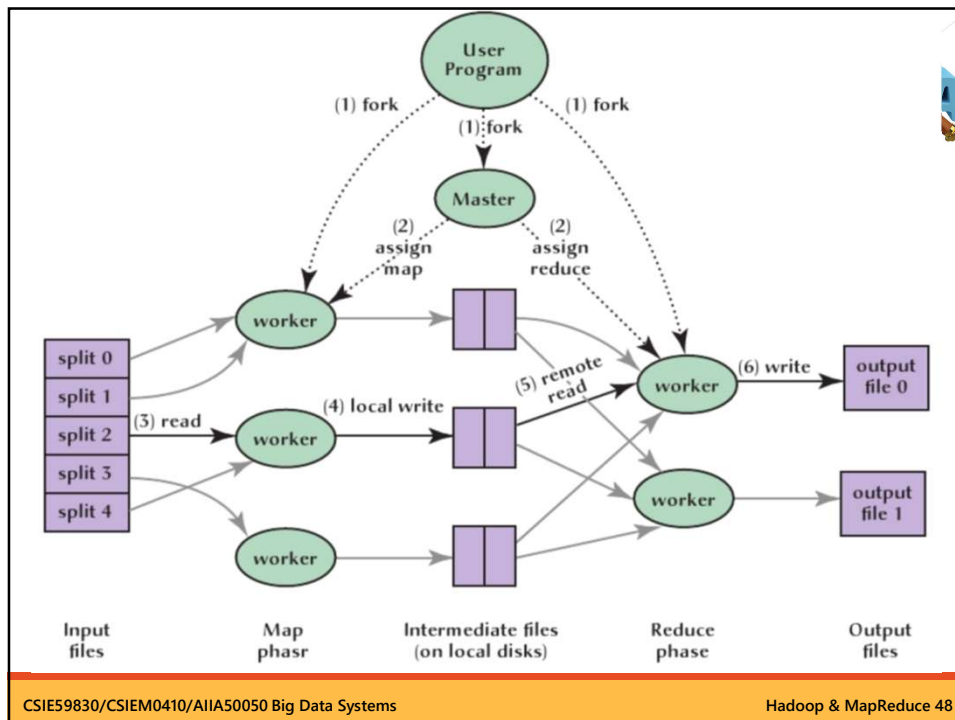 User
Program
(1) fork
(1) fork
(1) fork
Master
(2)
assign
map
(2)
assign
reduce
worker
split 0
split 1
split 2
split 3
split 4
(3) read
worker
(4) local write
worker
(5) remote
read
worker
(6) write
output
file 0
worker
output
file 1
Input
files
Map
phasr
Intermediate files
(on local disks)
Reduce
phase
Output
files
CSIE59830/CSIEM0410/AIIA50050 Big Data Systems
Hadoop & MapReduce 48